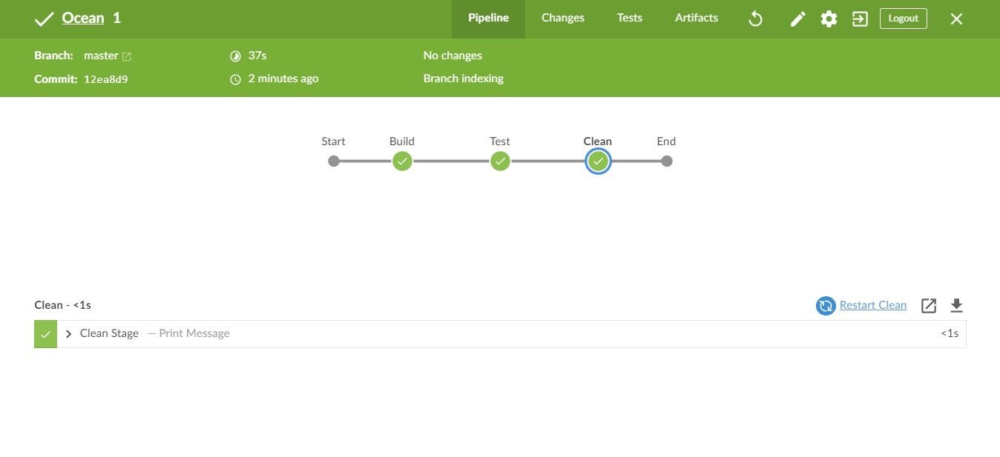 Ocean 1
Pipeline Changes Tests Artifacts Logout
Branch: master 37s No changes
Commit: 12ea8d9 2 minutes ago Branch indexing
Start Build Test Clean End
Clean - <1s Restart Clean
Clean Stage — Print Message <1s